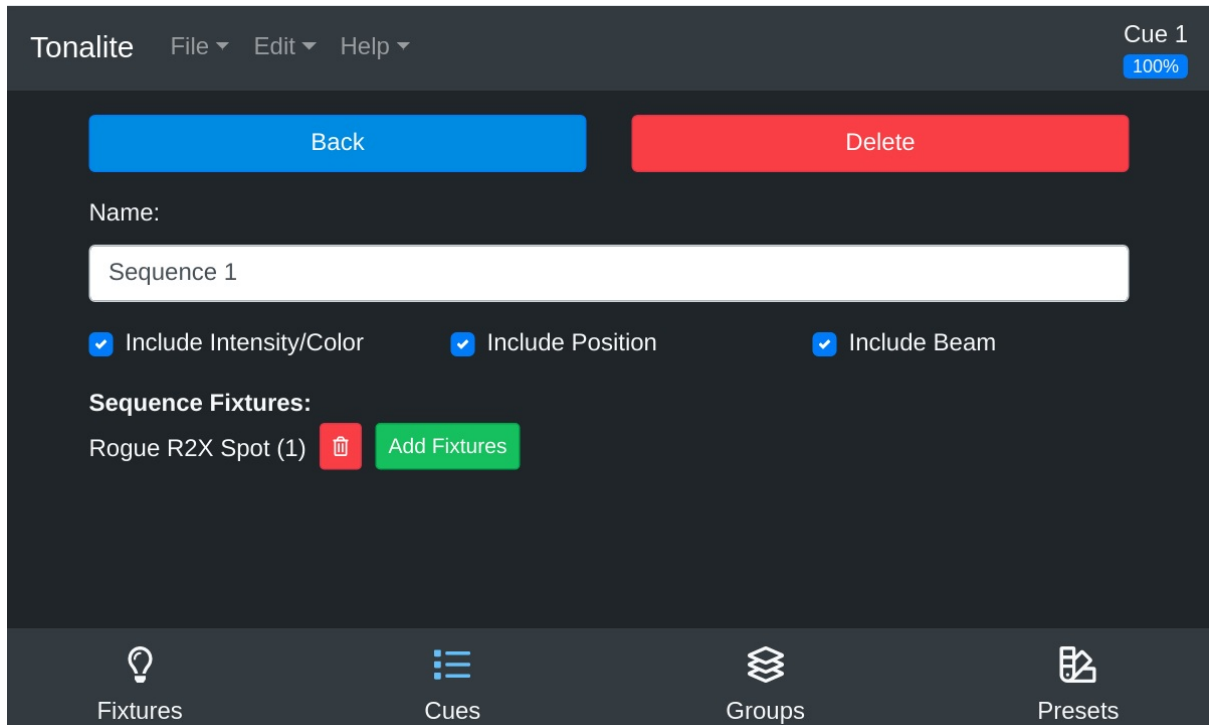 Tonalite File Edit Help Cue 1
100%
Back Delete
Name:
Sequence 1
Include Intensity/Color Include Position Include Beam
Sequence Fixtures:
Rogue R2X Spot (1) Add Fixtures
Fixtures Cues Groups Presets